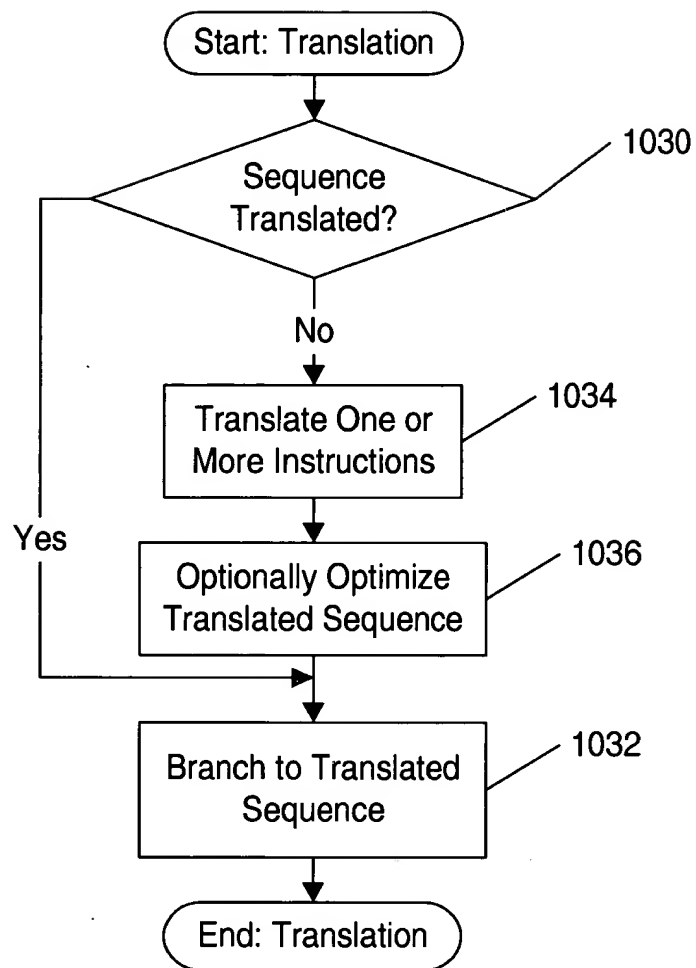 Start: Translation
1030
Sequence
Translated?
No
1034
Translate One or
More Instructions
Yes
1036
Optionally Optimize
Translated Sequence
1032
Branch to Translated
Sequence
End: Translation